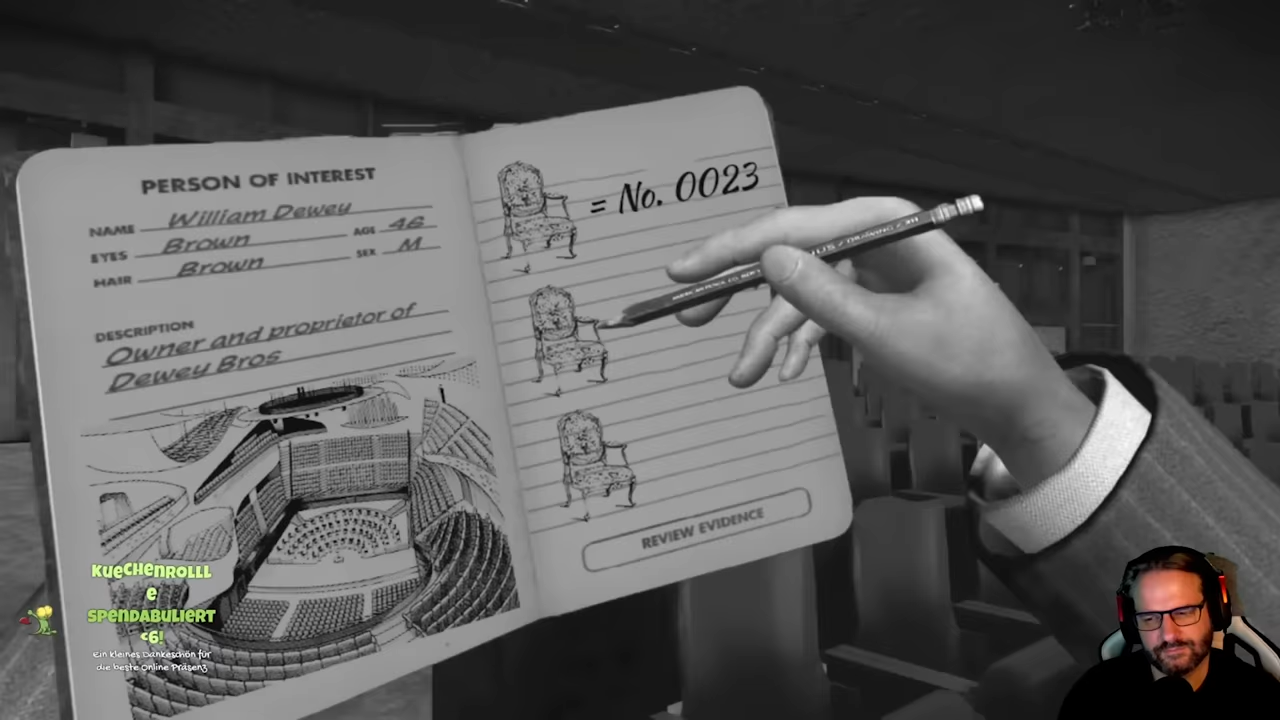 PERSON OF INTEREST
NAME William Dewey
EYES Brown AGE 46
HAIR Brown SEX M
DESCRIPTION
Owner and proprietor of
Dewey Bros
= No. 0023
REVIEW EVIDENCE
KUECHENROLLL
E
SPENDABULIERT
€6!
Ein kleines Dankeschön für
die beste Online Präsenz